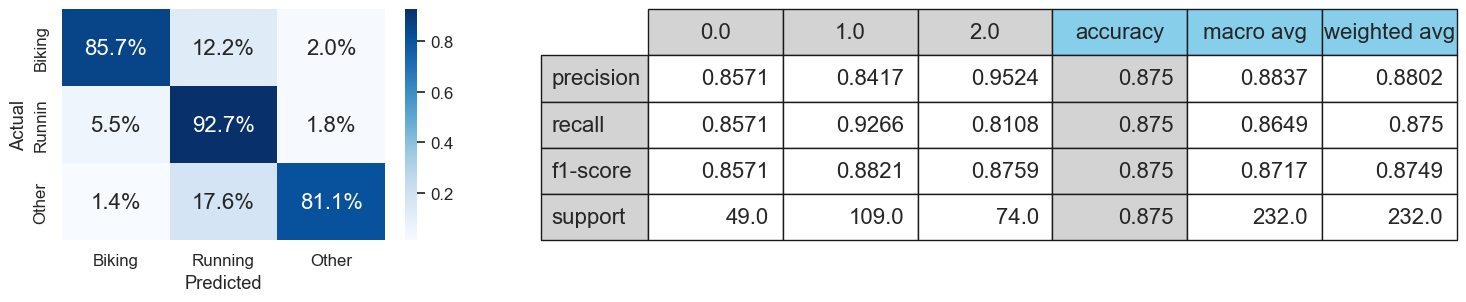 Actual
Biking
Runnin
Other
85.7% 12.2% 2.0%
5.5% 92.7% 1.8%
1.4% 17.6% 81.1%
Biking Running Other
Predicted
0.8
0.6
0.4
0.2
0.0 1.0 2.0 accuracy macro avg weighted avg
precision 0.8571 0.8417 0.9524 0.875 0.8837 0.8802
recall 0.8571 0.9266 0.8108 0.875 0.8649 0.875
f1-score 0.8571 0.8821 0.8759 0.875 0.8717 0.8749
support 49.0 109.0 74.0 0.875 232.0 232.0